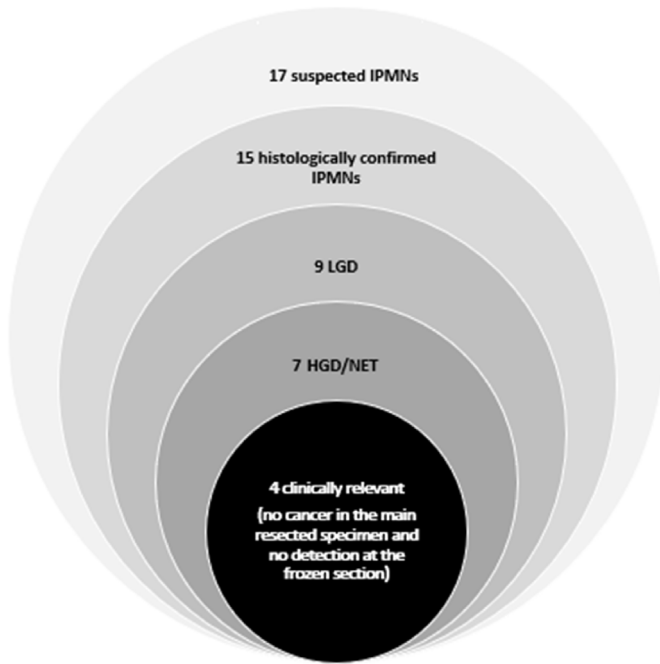 17 suspected IPMNs
15 histologically confirmed
IPMNs
9 LGD
7 HGD/NET
4 clinically relevant
(no cancer in the main
resected specimen and
no detection at the
frozen section)